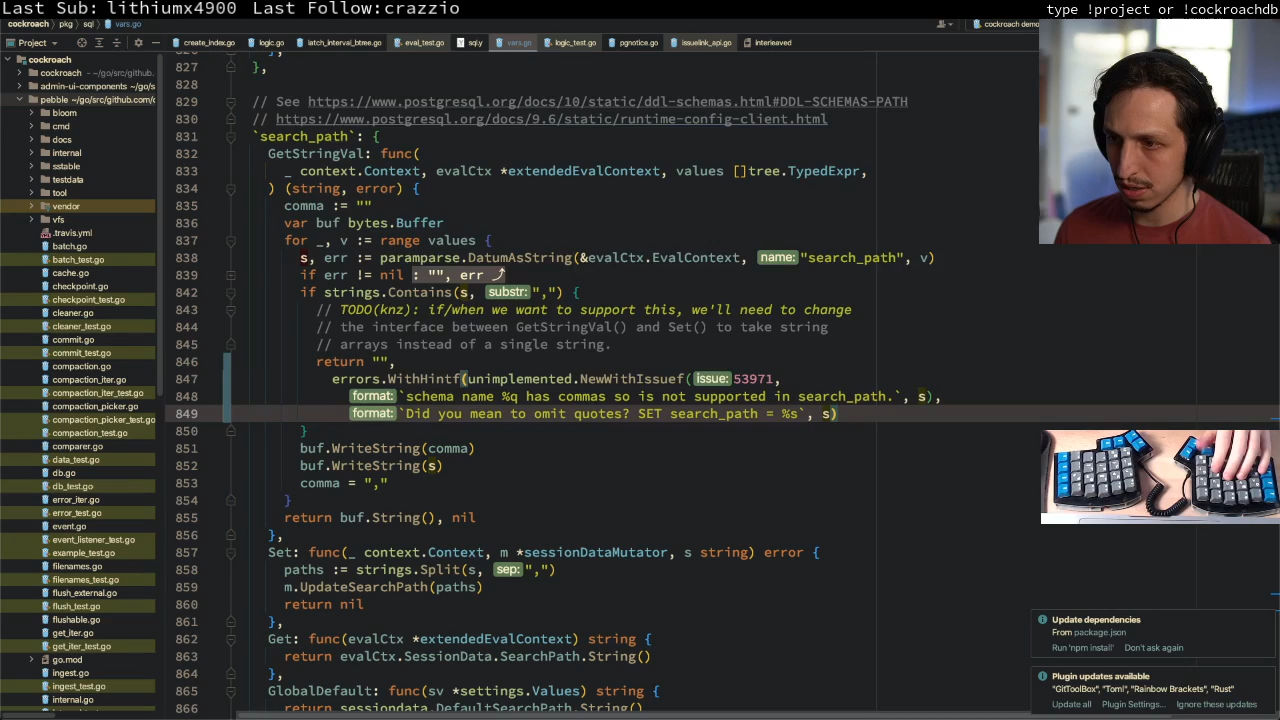 Last Sub: lithiumx4900 Last Follow:crazzio
type !project or !cockroachdb
cockroach › pkg › sql › vars.go
cockroach demo
Project
create_index.go
logic.go
latch_interval_btree.go
eval_test.go
sql.y
vars.go
logic_test.go
pgnotice.go
issuelink_api.go
interleaved
cockroach
cockroach ~/go/src/github.
admin-ui-components ~/go/s
pebble ~/go/src/github.com/c
bloom
cmd
docs
internal
sstable
testdata
tool
vendor
vfs
.travis.yml
batch.go
batch_test.go
cache.go
checkpoint.go
checkpoint_test.go
cleaner.go
cleaner_test.go
commit.go
commit_test.go
compaction.go
compaction_iter.go
compaction_iter_test.go
compaction_picker.go
compaction_picker_test.go
compaction_test.go
comparer.go
data_test.go
db.go
db_test.go
error_iter.go
error_test.go
event.go
event_listener_test.go
example_test.go
filenames.go
filenames_test.go
flush_external.go
flush_test.go
flushable.go
get_iter.go
get_iter_test.go
go.mod
ingest.go
ingest_test.go
internal.go
827 },
828
829 // See https://www.postgresql.org/docs/10/static/ddl-schemas.html#DDL-SCHEMAS-PATH
830 // https://www.postgresql.org/docs/9.6/static/runtime-config-client.html
831 `search_path`: {
832 GetStringVal: func(
833 _ context.Context, evalCtx *extendedEvalContext, values []tree.TypedExpr,
834 ) (string, error) {
835 comma := ""
836 var buf bytes.Buffer
837 for _, v := range values {
838 s, err := paramparse.DatumAsString(&evalCtx.EvalContext, name: "search_path", v)
839 if err != nil : "", err
842 if strings.Contains(s, substr: ",") {
843 // TODO(knz): if/when we want to support this, we'll need to change
844 // the interface between GetStringVal() and Set() to take string
845 // arrays instead of a single string.
846 return "",
847 errors.WithHintf(unimplemented.NewWithIssuef( issue: 53971,
848 format: `schema name %q has commas so is not supported in search_path.`, s),
849 format: `Did you mean to omit quotes? SET search_path = %s`, s)
850 }
851 buf.WriteString(comma)
852 buf.WriteString(s)
853 comma = ","
854 }
855 return buf.String(), nil
856 },
857 Set: func(_ context.Context, m *sessionDataMutator, s string) error {
858 paths := strings.Split(s, sep: ",")
859 m.UpdateSearchPath(paths)
860 return nil
861 },
862 Get: func(evalCtx *extendedEvalContext) string {
863 return evalCtx.SessionData.SearchPath.String()
864 },
865 GlobalDefault: func(sv *settings.Values) string {
866 return sessiondata.DefaultSearchPath.String()
Update dependencies
From package.json
Run 'npm install' Don't ask again
Plugin updates available
"GitToolBox", "Toml", "Rainbow Brackets", "Rust"
Update all Plugin Settings... Ignore these updates